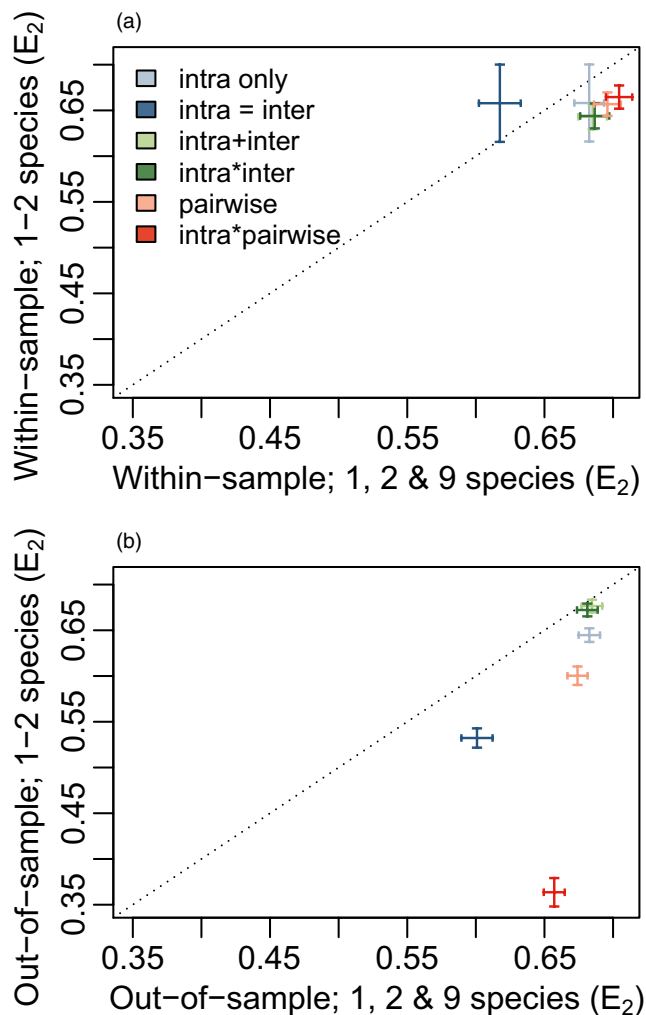 (a)
Within−sample; 1−2 species (E2)
0.65
0.55
0.45
0.35
intra only
intra = inter
intra+inter
intra*inter
pairwise
intra*pairwise
0.35 0.45 0.55 0.65
Within−sample; 1, 2 & 9 species (E2)
(b)
Out−of−sample; 1−2 species (E2)
0.65
0.55
0.45
0.35
0.35 0.45 0.55 0.65
Out−of−sample; 1, 2 & 9 species (E2)